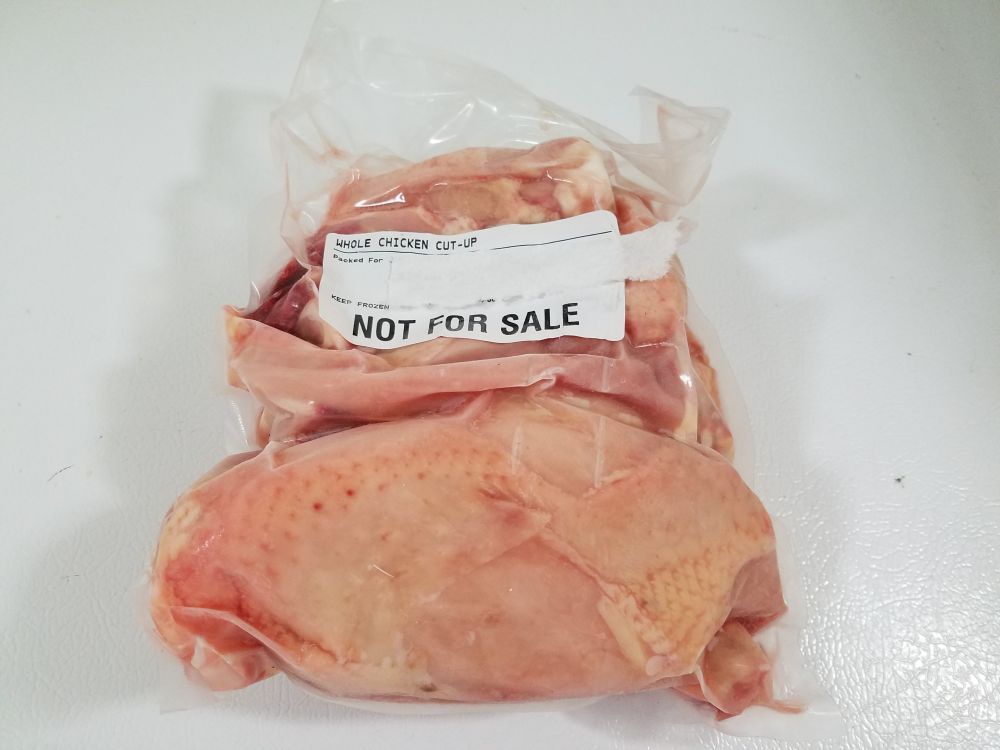 WHOLE CHICKEN CUT-UP
Packed For
KEEP FROZEN
NOT FOR SALE